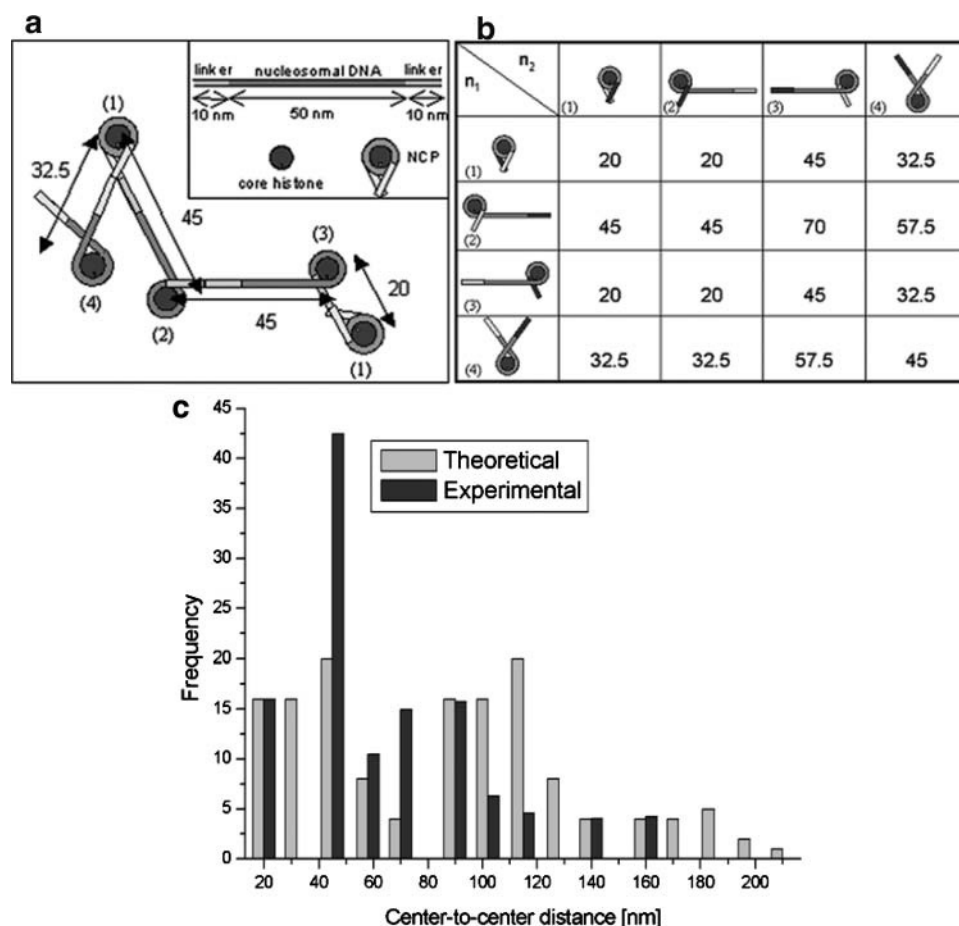 a
linker nucleosomal DNA linker
10 nm 50 nm 10 nm
core histone
NCP
(1)
32.5
45
(4)
(2)
45
(3)
20
(1)
b
n1 n2
(1) (2) (3) (4)
(1) 20 20 45 32.5
(2) 45 45 70 57.5
(3) 20 20 45 32.5
(4) 32.5 32.5 57.5 45
c
Theoretical
Experimental
Frequency
45
40
35
30
25
20
15
10
5
0
20 40 60 80 100 120 140 160 180 200
Center-to-center distance [nm]